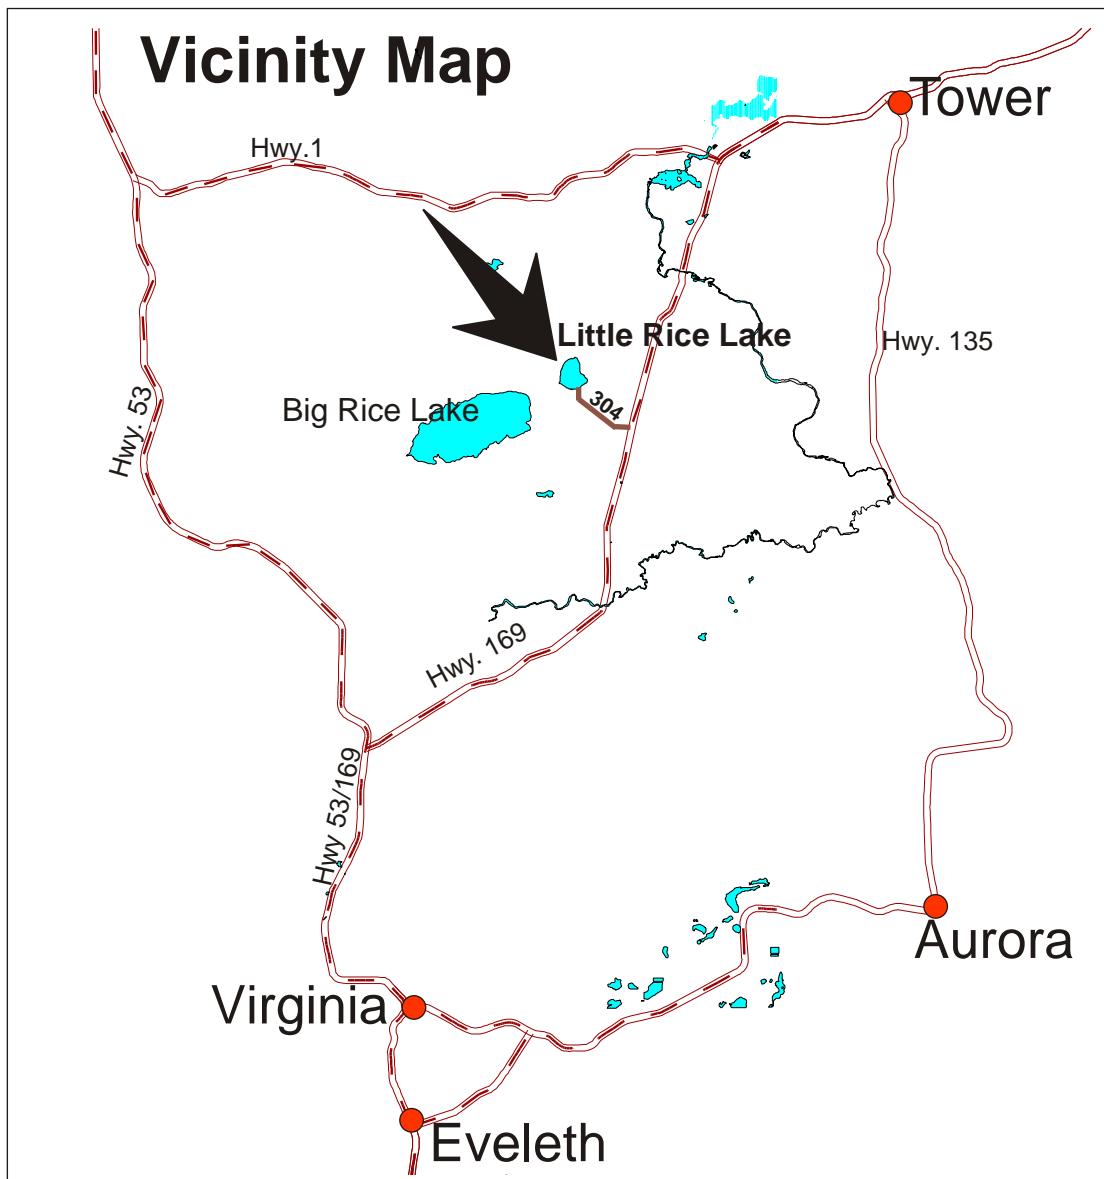 Vicinity Map
Tower
Hwy.1
Little Rice Lake
Hwy. 135
Big Rice Lake
304
Hwy. 53
Hwy. 169
Hwy 53/169
Aurora
Virginia
Eveleth